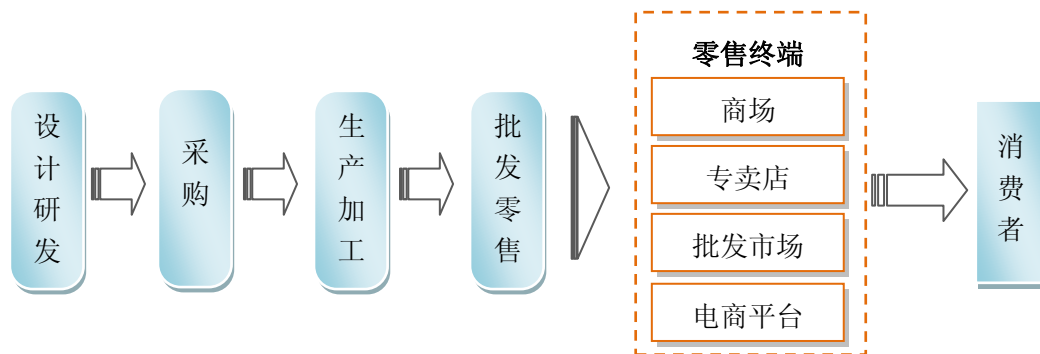 设计研发
采购
生产加工
批发零售
零售终端
商场
专卖店
批发市场
电商平台
消费者